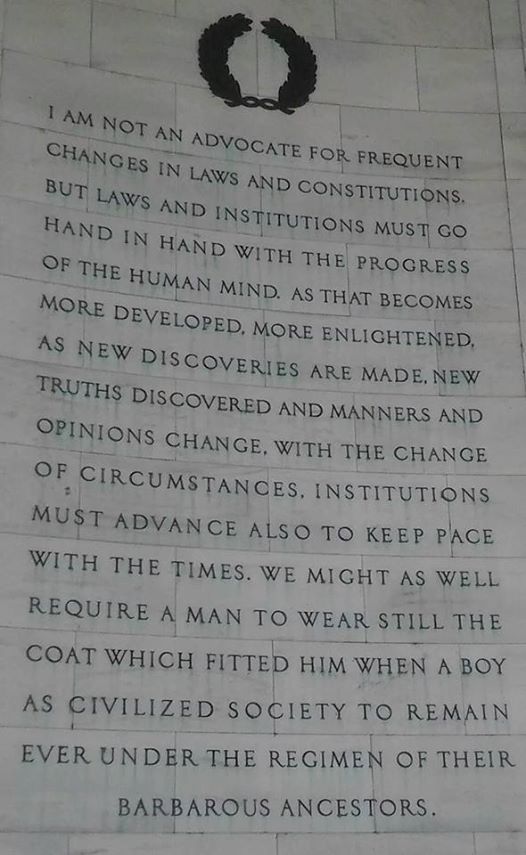 I AM NOT AN ADVOCATE FOR FREQUENT
CHANGES IN LAWS AND CONSTITUTIONS,
BUT LAWS AND INSTITUTIONS MUST GO
HAND IN HAND WITH THE PROGRESS
OF THE HUMAN MIND. AS THAT BECOMES
MORE DEVELOPED, MORE ENLIGHTENED,
AS NEW DISCOVERIES ARE MADE, NEW
TRUTHS DISCOVERED AND MANNERS AND
OPINIONS CHANGE, WITH THE CHANGE
OF CIRCUMSTANCES, INSTITUTIONS
MUST ADVANCE ALSO TO KEEP PACE
WITH THE TIMES. WE MIGHT AS WELL
REQUIRE A MAN TO WEAR STILL THE
COAT WHICH FITTED HIM WHEN A BOY
AS CIVILIZED SOCIETY TO REMAIN
EVER UNDER THE REGIMEN OF THEIR
BARBAROUS ANCESTORS.